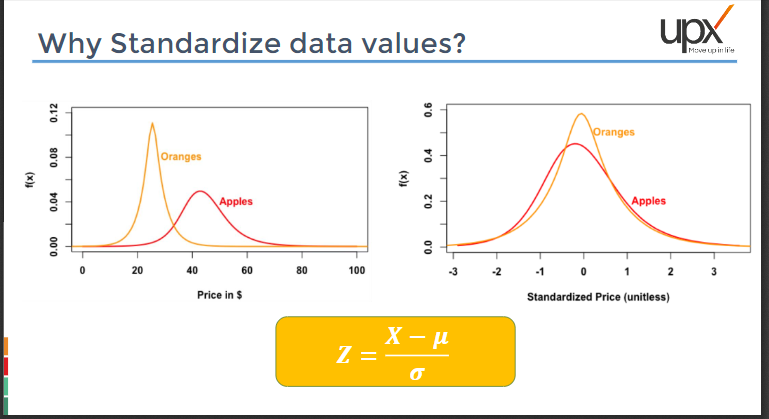 Why Standardize data values?
upx
Move up in life
0.12
0.08
0.04
0.00
f(x)
Oranges
Apples
0 20 40 60 80 100
Price in $
0.6
0.4
0.2
0.0
f(x)
Oranges
Apples
-3 -2 -1 0 1 2 3
Standardized Price (unitless)
Z = (X − μ) / σ